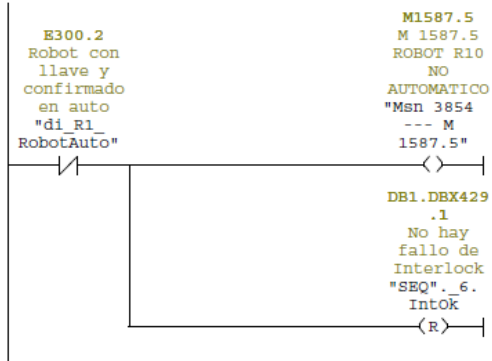 E300.2
Robot con
llave y
confirmado
en auto
"di_R1_
RobotAuto"
M1587.5
M 1587.5
ROBOT R10
NO
AUTOMATICO
"Msn 3854
--- M
1587.5"
DB1.DBX429
.1
No hay
fallo de
Interlock
"SEQ"._6.
IntOk
(R)